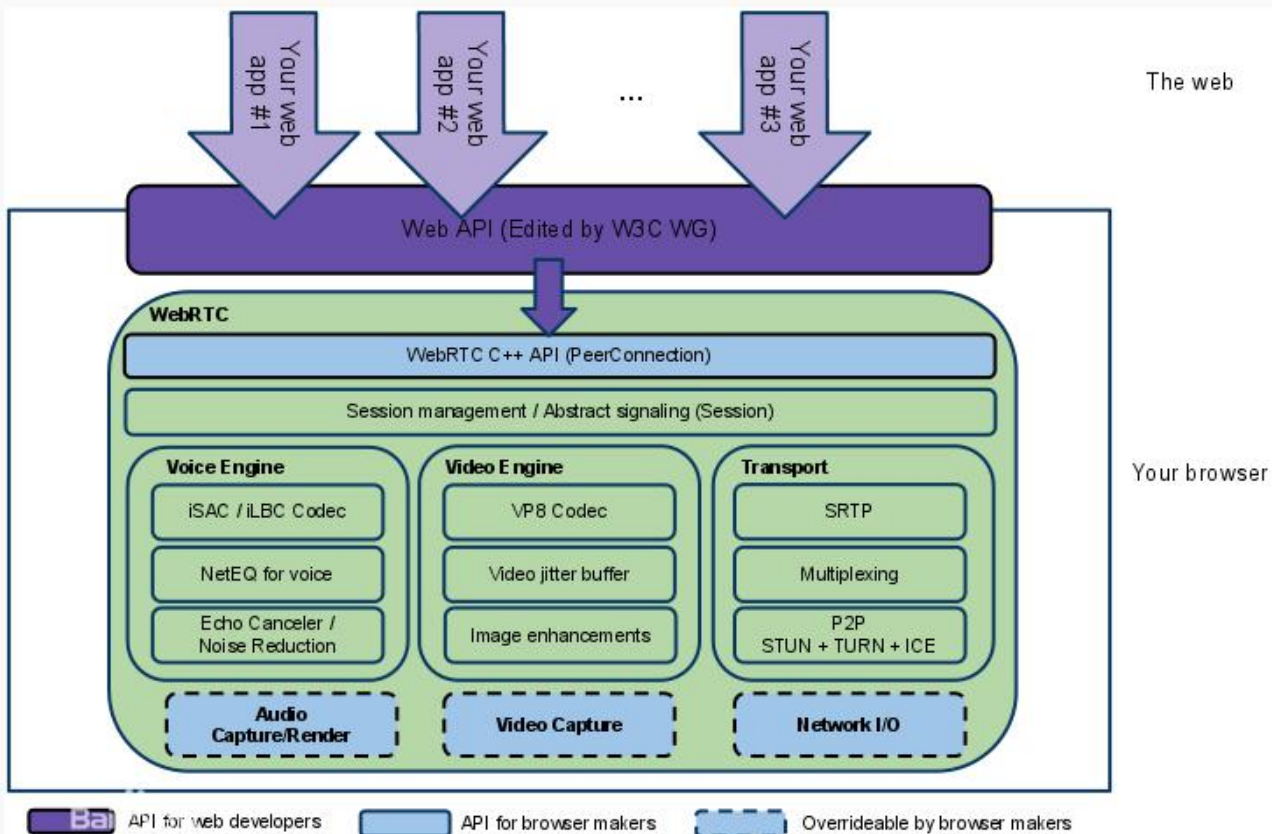 Your web
app #1
Your web
app #2
...
Your web
app #3
The web
Web API (Edited by W3C WG)
WebRTC
WebRTC C++ API (PeerConnection)
Session management / Abstract signaling (Session)
Your browser
Voice Engine
iSAC / iLBC Codec
NetEQ for voice
Echo Canceler /
Noise Reduction
Video Engine
VP8 Codec
Video jitter buffer
Image enhancements
Transport
SRTP
Multiplexing
P2P
STUN + TURN + ICE
Audio
Capture/Render
Video Capture
Network I/O
Bai
API for web developers
API for browser makers
Overrideable by browser makers